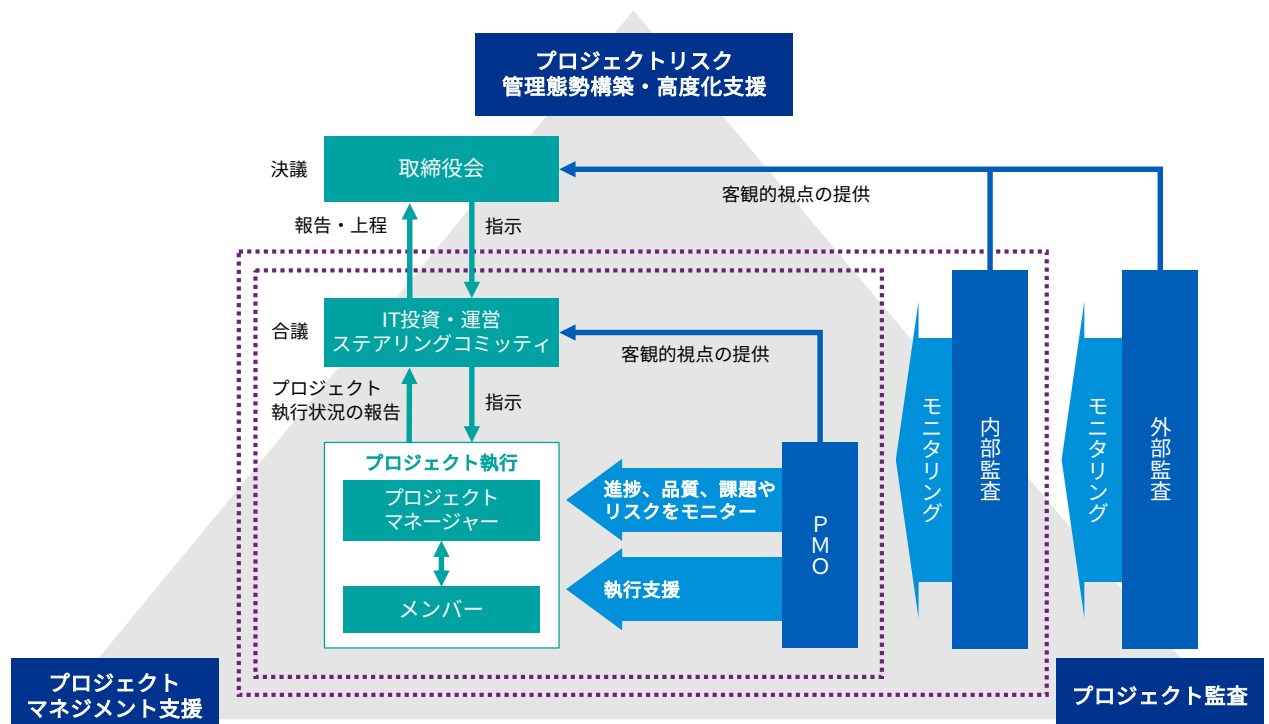 プロジェクトリスク
管理態勢構築・高度化支援
決議
取締役会
客観的視点の提供
報告・上程
指示
合議
IT投資・運営
ステアリングコミッティ
客観的視点の提供
プロジェクト
執行状況の報告
指示
プロジェクト執行
プロジェクト
マネージャー
メンバー
進捗、品質、課題や
リスクをモニター
執行支援
PMO
モニタリング
内部監査
モニタリング
外部監査
プロジェクト
マネジメント支援
プロジェクト監査